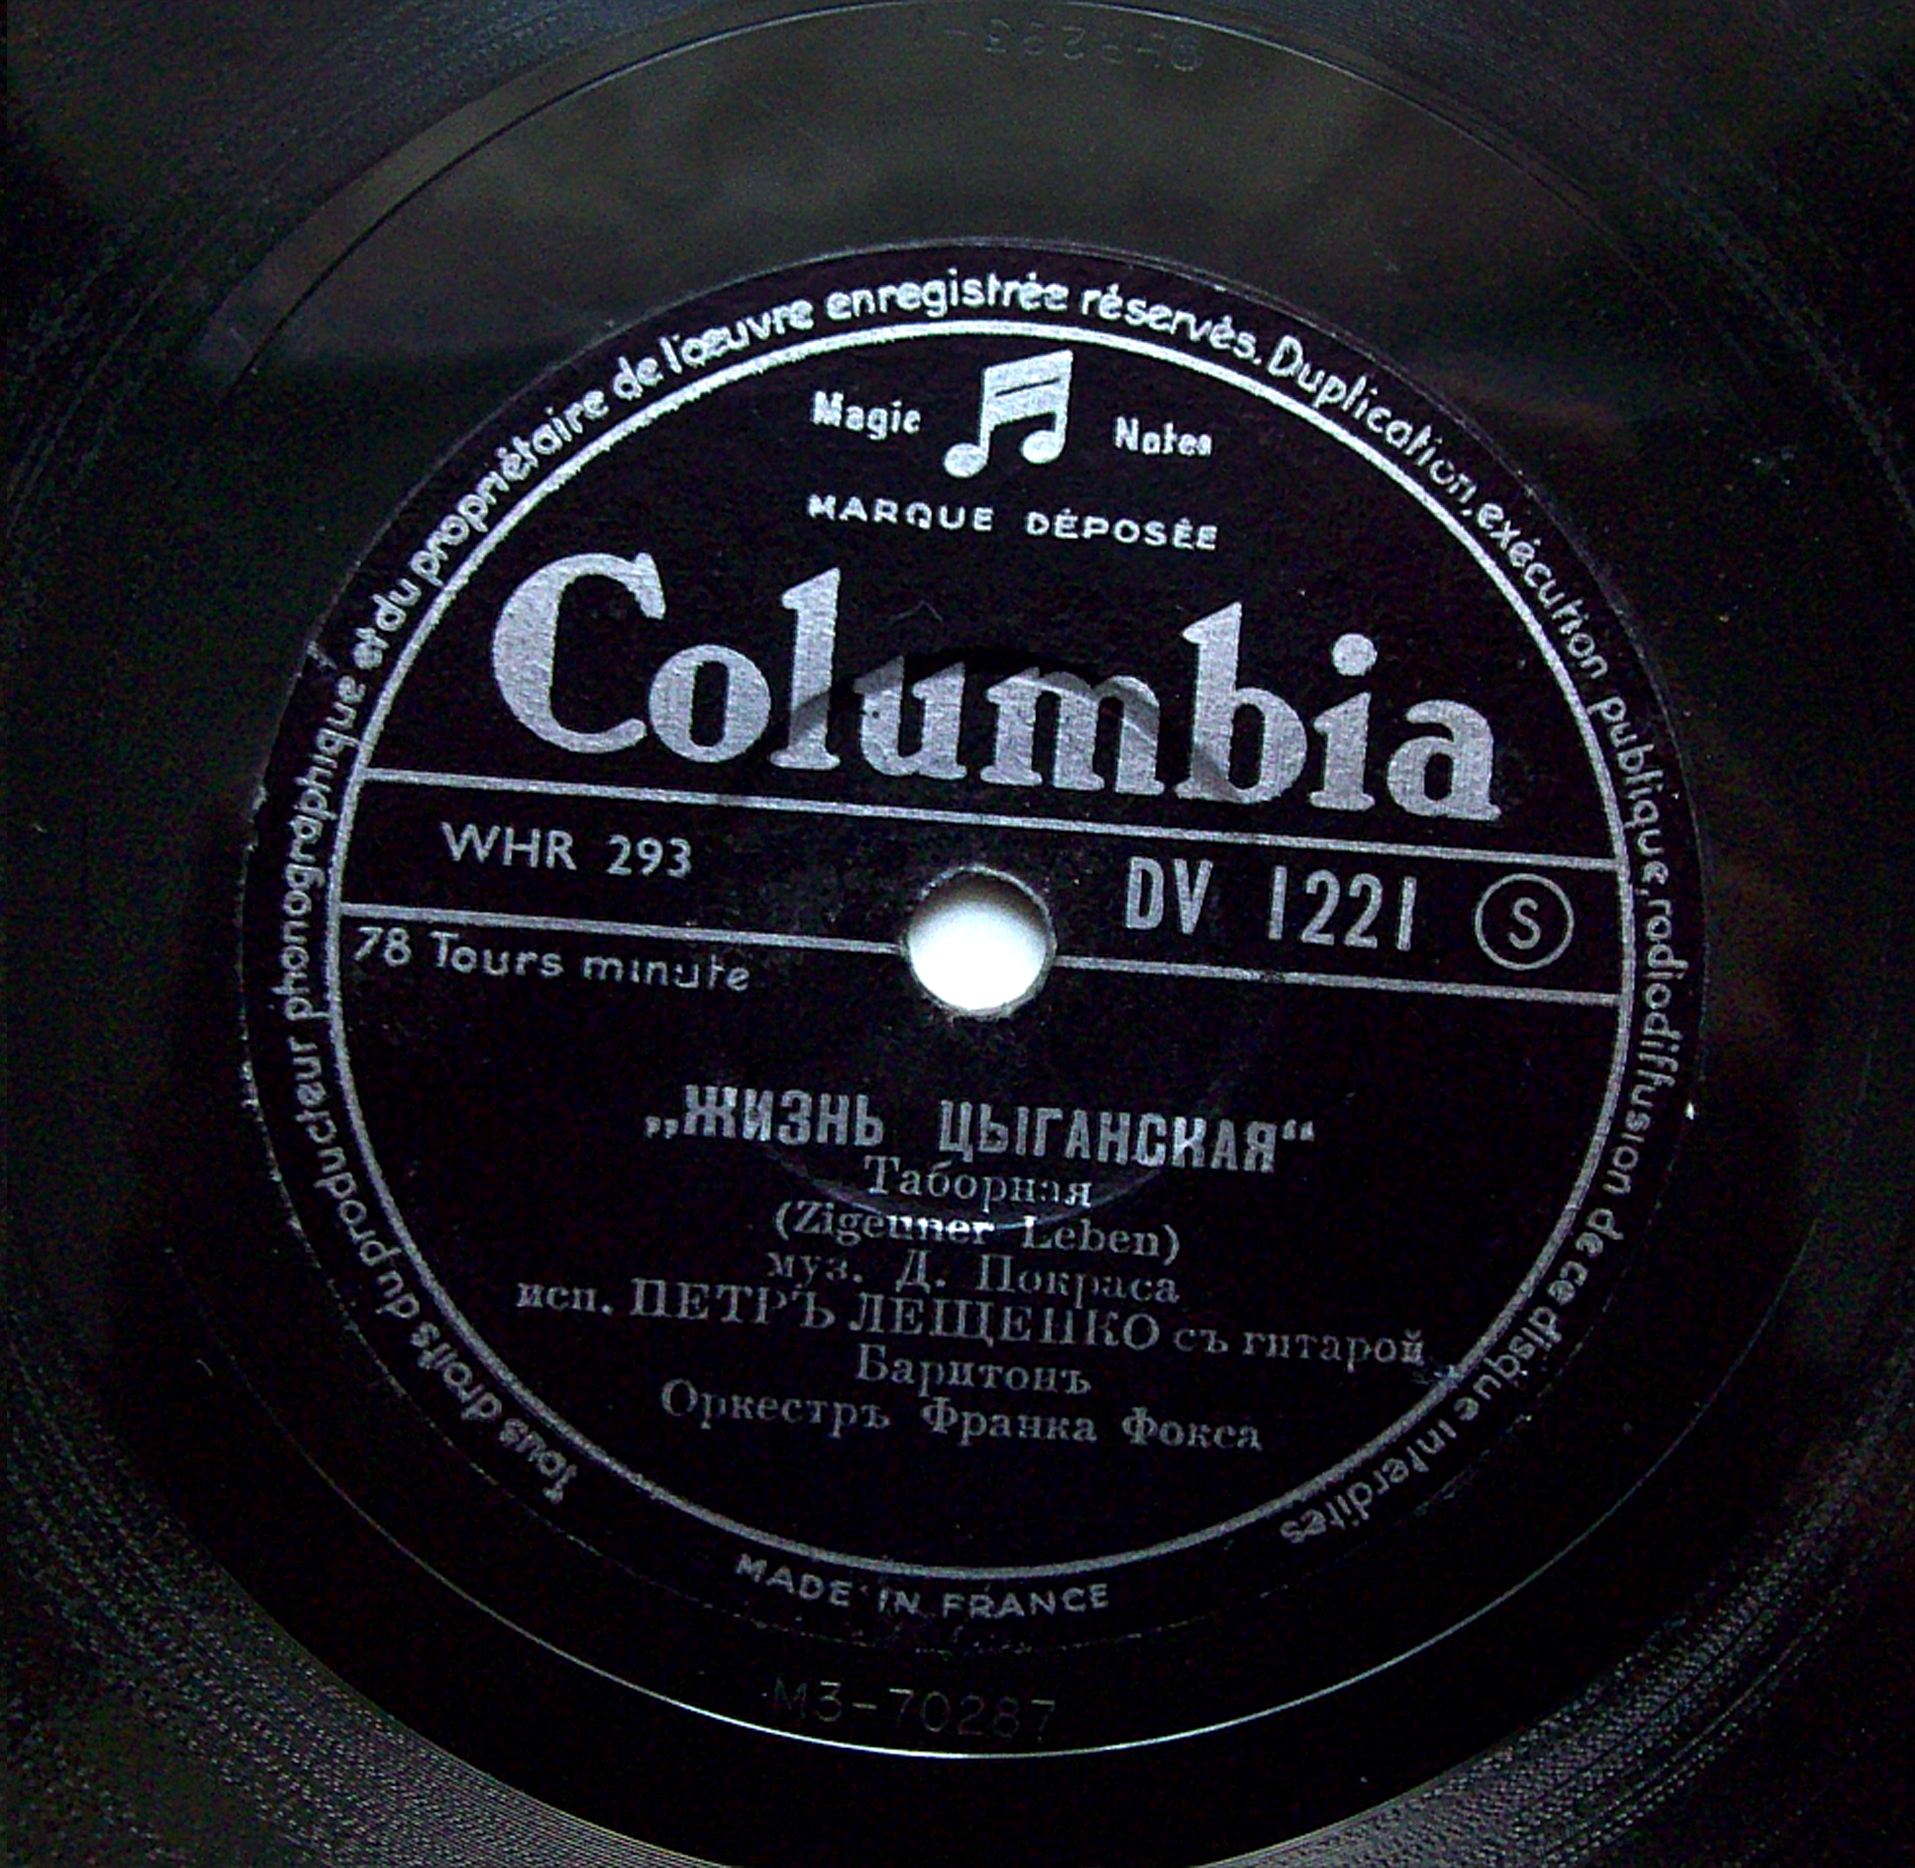 Tous droits du producteur phonographique et du propriétaire de l'œuvre enregistrée réservés. Duplication, exécution publique, radiodiffusion de ce disque interdites
Magic Notes
MARQUE DÉPOSÉE
Columbia
WHR 293
DV 1221 S
78 Tours minute
„ЖИЗНЬ ЦЫГАНСКАЯ“
Таборная
(Zigeuner Leben)
муз. Д. Покраса
исп. ПЕТРЪ ЛЕЩЕНКО съ гитарой
Баритонъ
Оркестръ Франка Фокса
MADE IN FRANCE
M3-70287